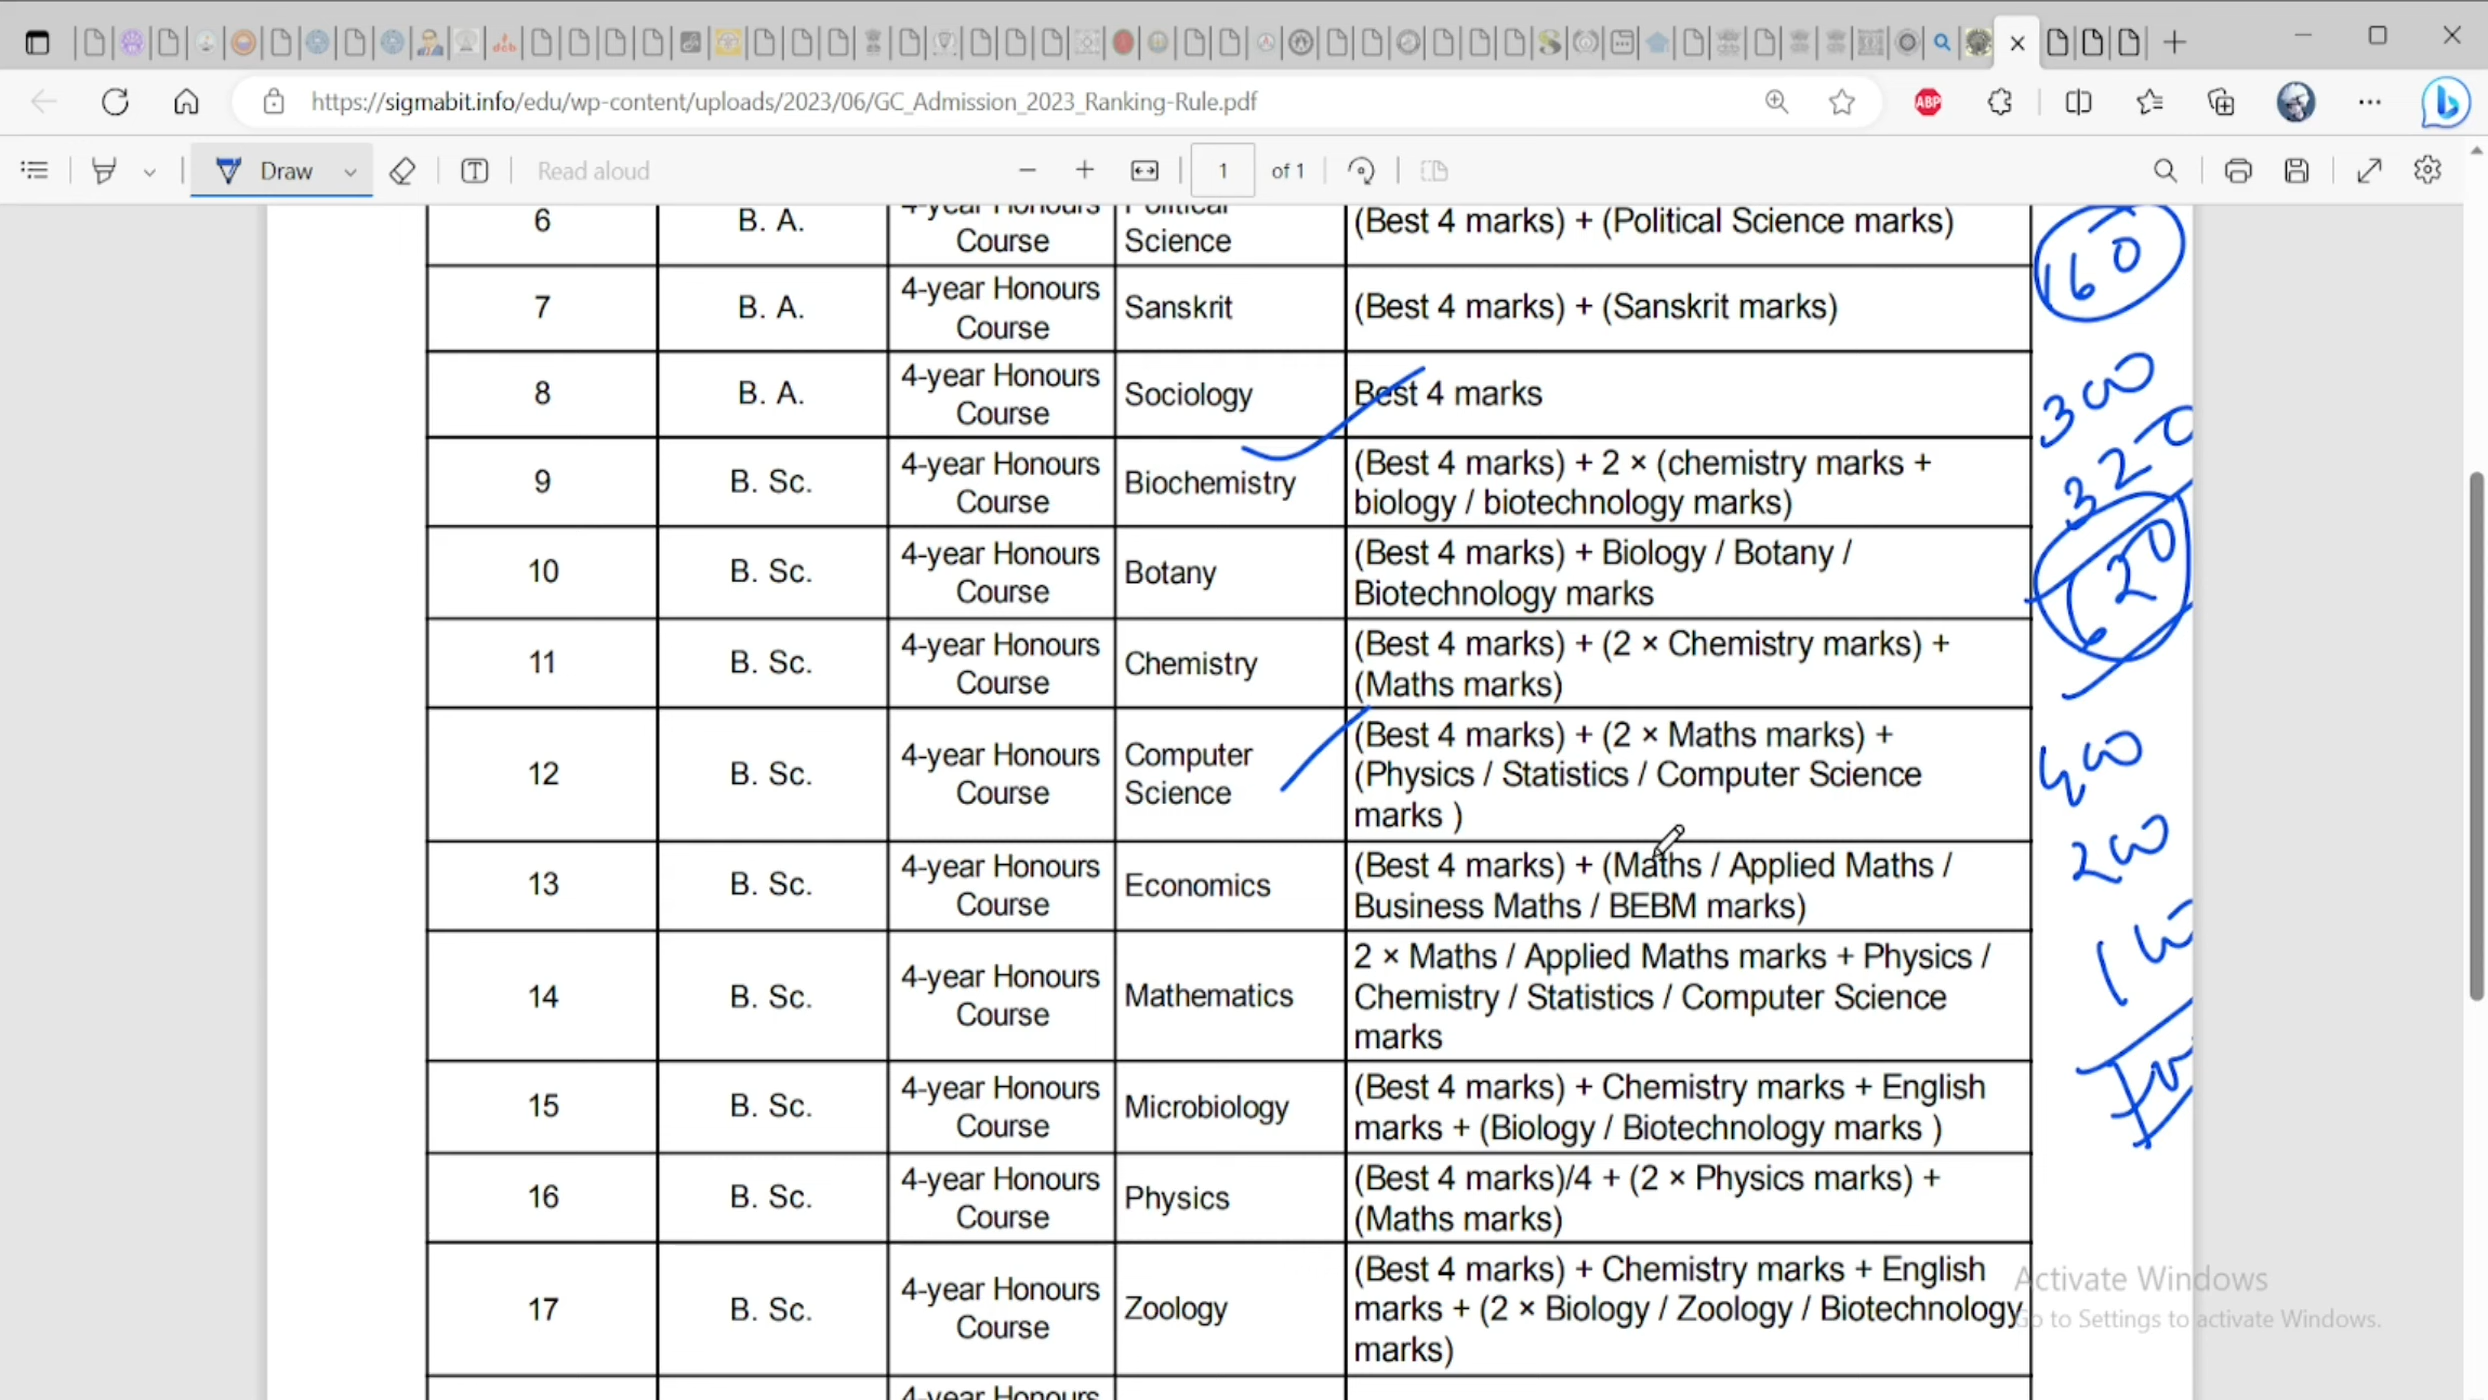 https://sigmabit.info/edu/wp-content/uploads/2023/06/GC_Admission_2023_Ranking-Rule.pdf
ABP
Draw
Read aloud
1
of 1
6
B. A.
4-year Honours
Course
Political
Science
(Best 4 marks) + (Political Science marks)
160
7
B. A.
4-year Honours
Course
Sanskrit
(Best 4 marks) + (Sanskrit marks)
8
B. A.
4-year Honours
Course
Sociology
Best 4 marks
300
320
620
9
B. Sc.
4-year Honours
Course
Biochemistry
(Best 4 marks) + 2 × (chemistry marks +
biology / biotechnology marks)
10
B. Sc.
4-year Honours
Course
Botany
(Best 4 marks) + Biology / Botany /
Biotechnology marks
11
B. Sc.
4-year Honours
Course
Chemistry
(Best 4 marks) + (2 × Chemistry marks) +
(Maths marks)
12
B. Sc.
4-year Honours
Course
Computer
Science
(Best 4 marks) + (2 × Maths marks) +
(Physics / Statistics / Computer Science
marks )
400
200
100
13
B. Sc.
4-year Honours
Course
Economics
(Best 4 marks) + (Maths / Applied Maths /
Business Maths / BEBM marks)
14
B. Sc.
4-year Honours
Course
Mathematics
2 × Maths / Applied Maths marks + Physics /
Chemistry / Statistics / Computer Science
marks
15
B. Sc.
4-year Honours
Course
Microbiology
(Best 4 marks) + Chemistry marks + English
marks + (Biology / Biotechnology marks )
16
B. Sc.
4-year Honours
Course
Physics
(Best 4 marks)/4 + (2 × Physics marks) +
(Maths marks)
17
B. Sc.
4-year Honours
Course
Zoology
(Best 4 marks) + Chemistry marks + English
marks + (2 × Biology / Zoology / Biotechnology
marks)
4-year Honours
Activate Windows
Go to Settings to activate Windows.